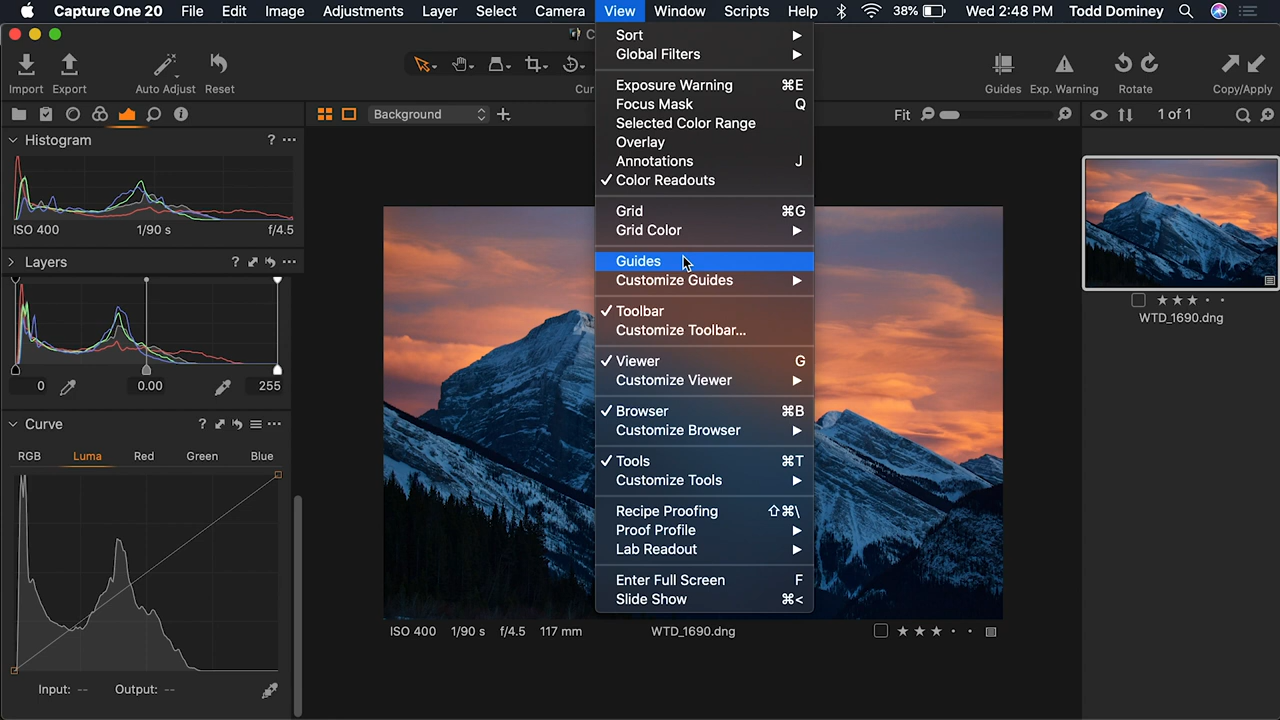 Capture One 20 File Edit Image Adjustments Layer Select Camera View Window Scripts Help 38% Wed 2:48 PM Todd Dominey
Import Export Auto Adjust Reset Cur Guides Exp. Warning Rotate Copy/Apply
Background Fit 1 of 1
Histogram ?
ISO 400 1/90 s f/4.5
Layers ?
0 0.00 255
Curve ?
RGB Luma Red Green Blue
Input: -- Output: --
Sort
Global Filters
Exposure Warning ⌘E
Focus Mask Q
Selected Color Range
Overlay
Annotations J
✓ Color Readouts
Grid ⌘G
Grid Color
Guides
Customize Guides
✓ Toolbar
Customize Toolbar...
✓ Viewer G
Customize Viewer
✓ Browser ⌘B
Customize Browser
✓ Tools ⌘T
Customize Tools
Recipe Proofing ⇧⌘\
Proof Profile
Lab Readout
Enter Full Screen F
Slide Show ⌘<
ISO 400 1/90 s f/4.5 117 mm WTD_1690.dng
WTD_1690.dng